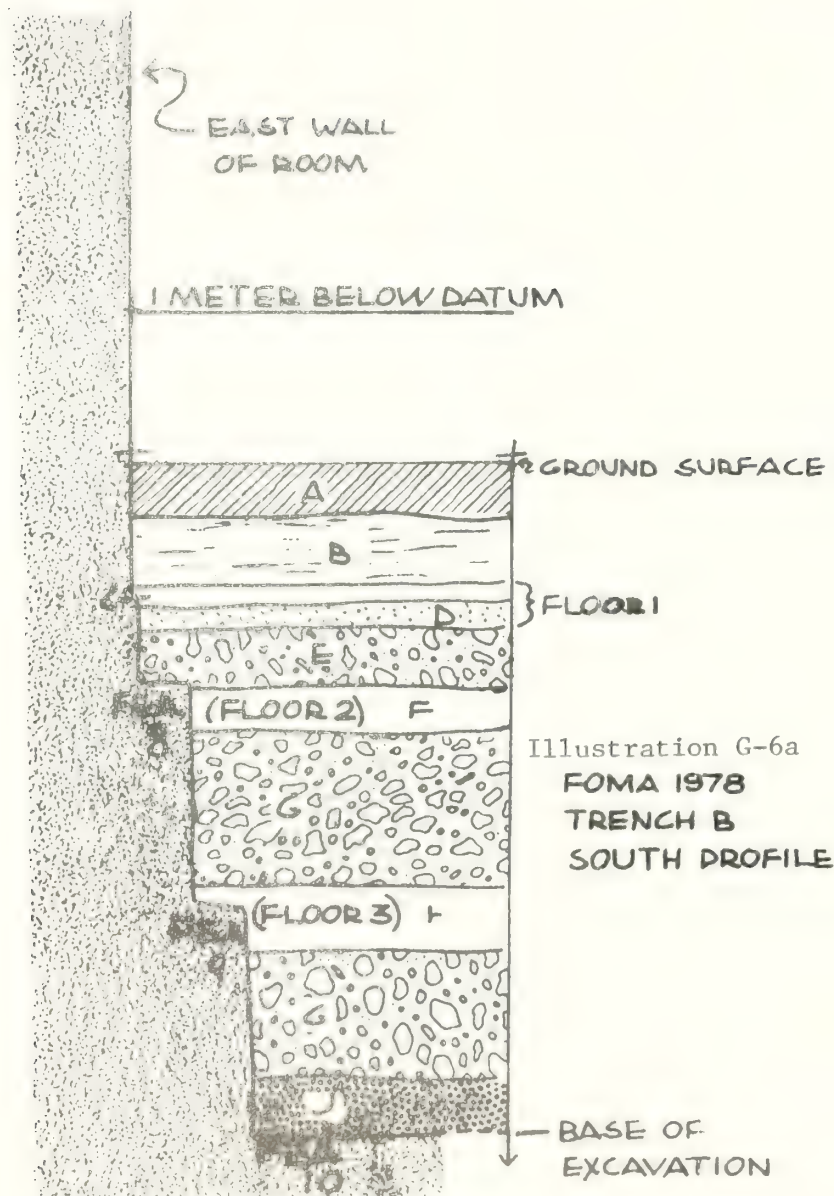 EAST WALL
OF ROOM
1 METER BELOW DATUM
GROUND SURFACE
A
B
FLOOR 1
D
E
(FLOOR 2) F
Illustration G-6a
FOMA 1978
TRENCH B
SOUTH PROFILE
(FLOOR 3)
J
BASE OF
EXCAVATION